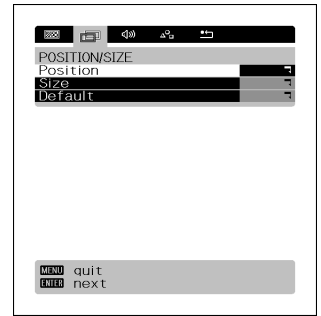 POSITION/SIZE
Position
Size
Default
MENU quit
ENTER next